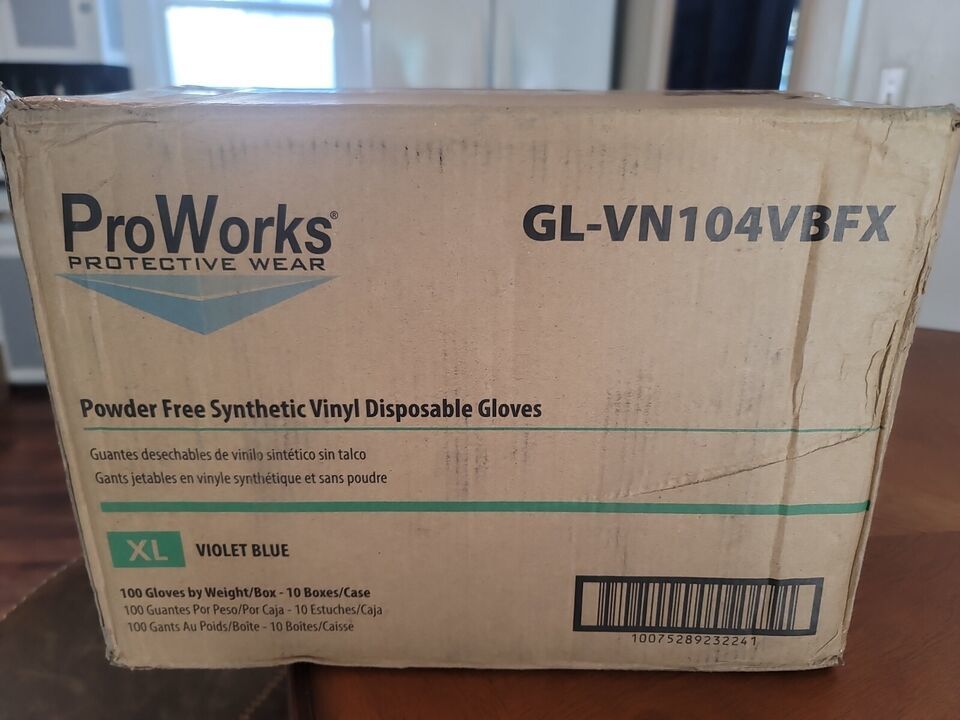 ProWorks®
PROTECTIVE WEAR
GL-VN104VBFX
Powder Free Synthetic Vinyl Disposable Gloves
Guantes desechables de vinilo sintético sin talco
Gants jetables en vinyle synthétique et sans poudre
XL VIOLET BLUE
100 Gloves by Weight/Box - 10 Boxes/Case
100 Guantes Por Peso/Por Caja - 10 Estuches/Caja
100 Gants Au Poids/Boite - 10 Boites/Caisse
10075289232241